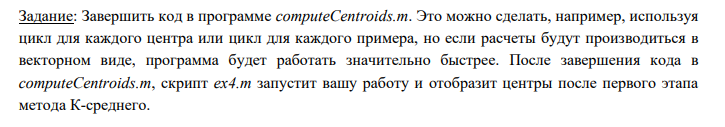 Задание: Завершить код в программе computeCentroids.m. Это можно сделать, например, используя
цикл для каждого центра или цикл для каждого примера, но если расчеты будут производиться в
векторном виде, программа будет работать значительно быстрее. После завершения кода в
computeCentroids.m, скрипт ex4.m запустит вашу работу и отобразит центры после первого этапа
метода К-среднего.